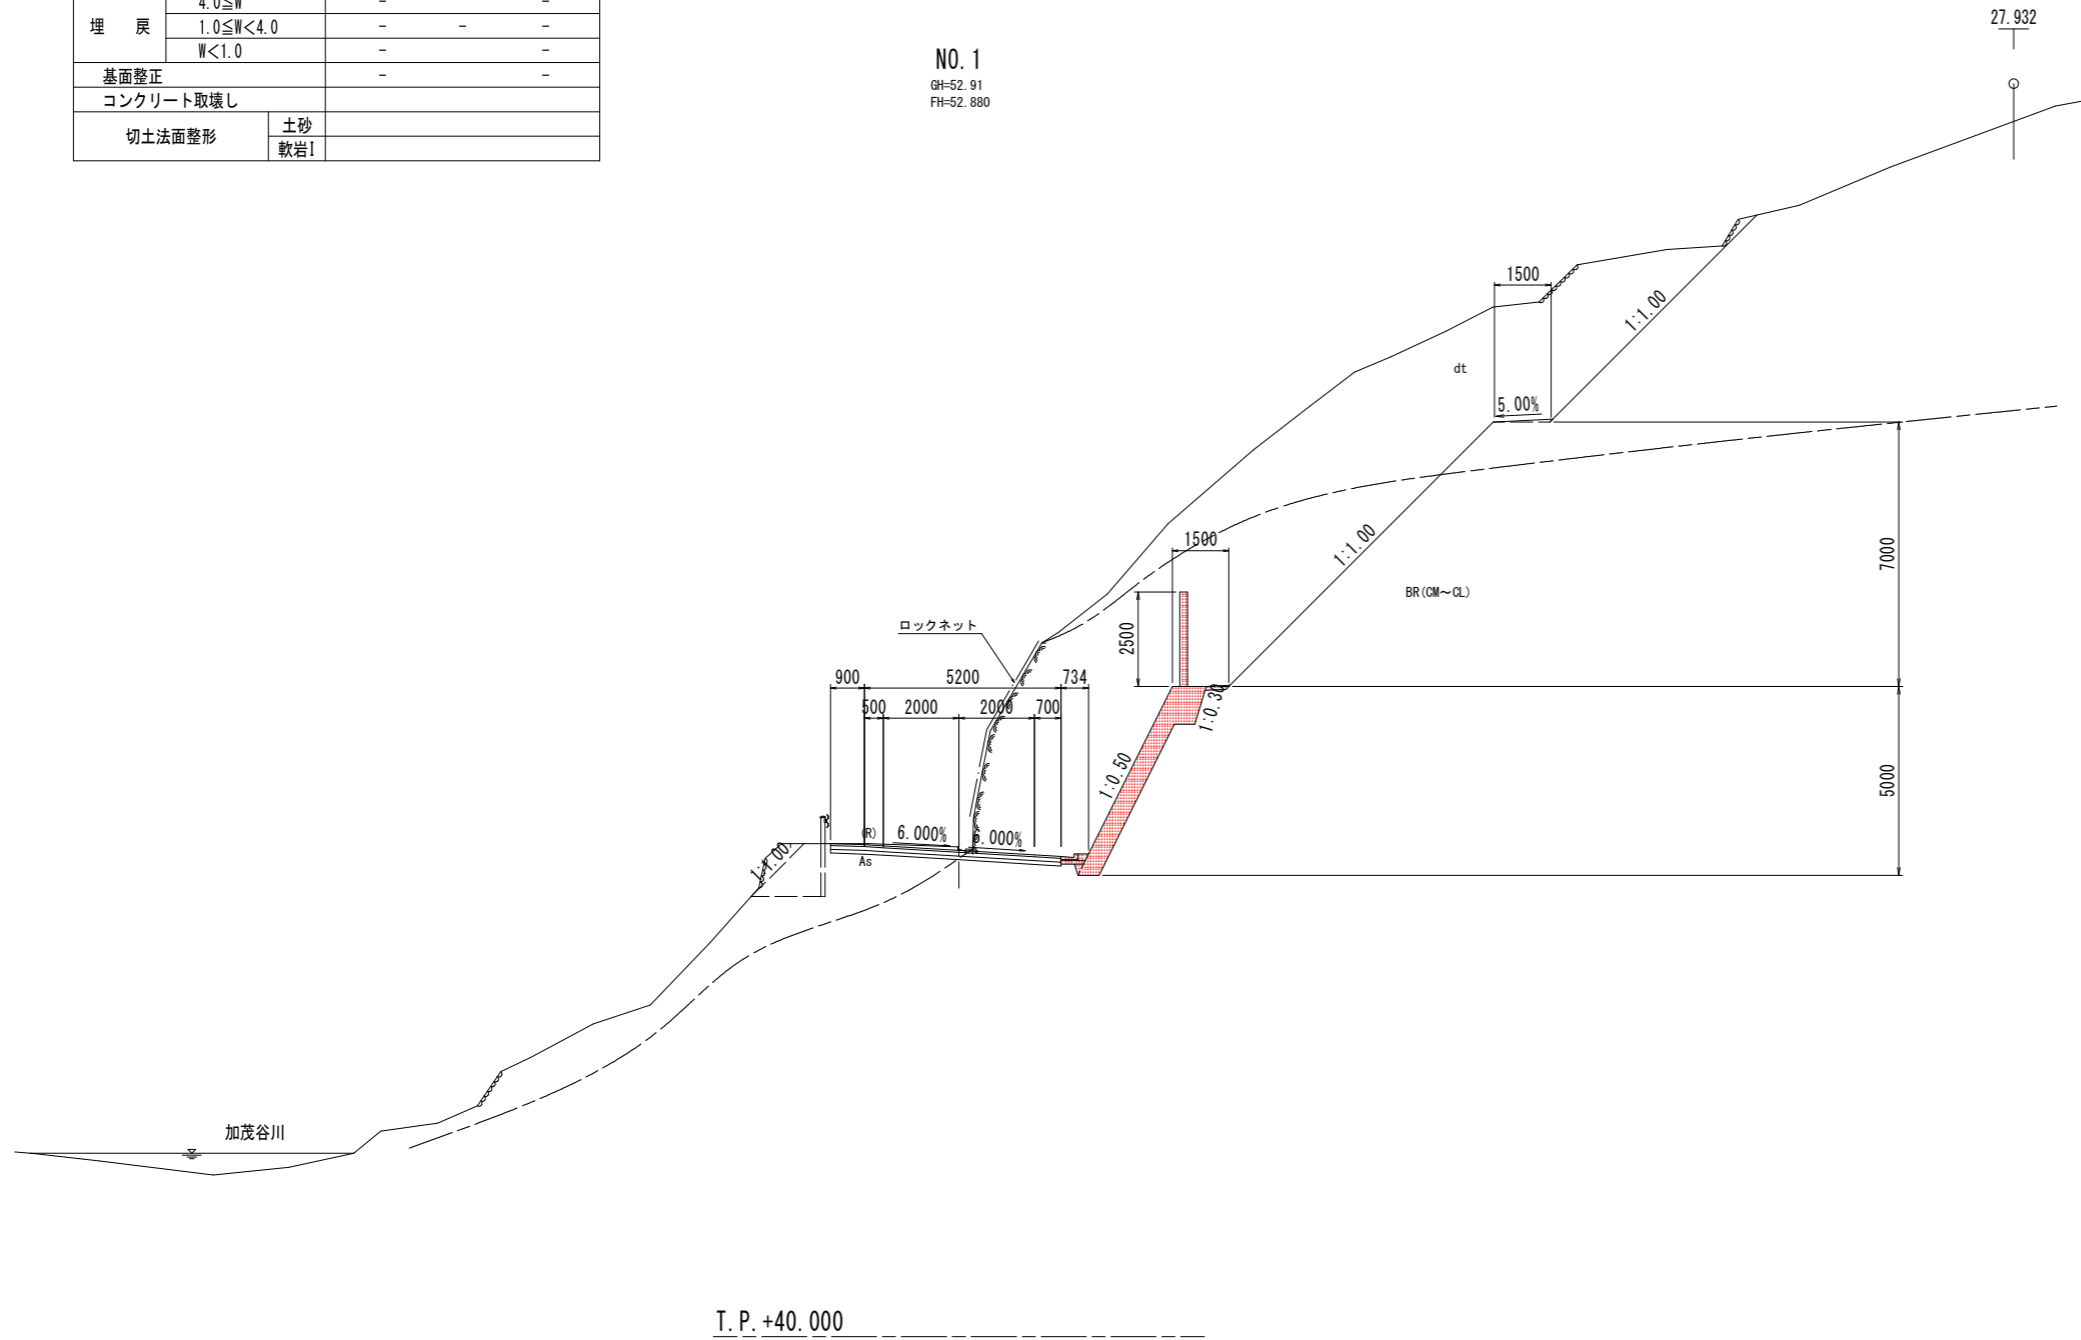 4.0≦W - -
埋 戻 1.0≦W<4.0 - - -
W<1.0 - -
基面整正 - -
コンクリート取壊し
切土法面整形 土砂
軟岩I
NO.1
GH=52.91
FH=52.880
27.932
1500
1:1.00
dt
5.00%
1500
1:1.00
7000
BR(CM~CL)
2500
ロックネット
900 5200 734
500 2000 2000 700
1:0.30
1:0.50
5000
(R) 6.000% .000%
As
1:1.00
加茂谷川
T.P.+40.000